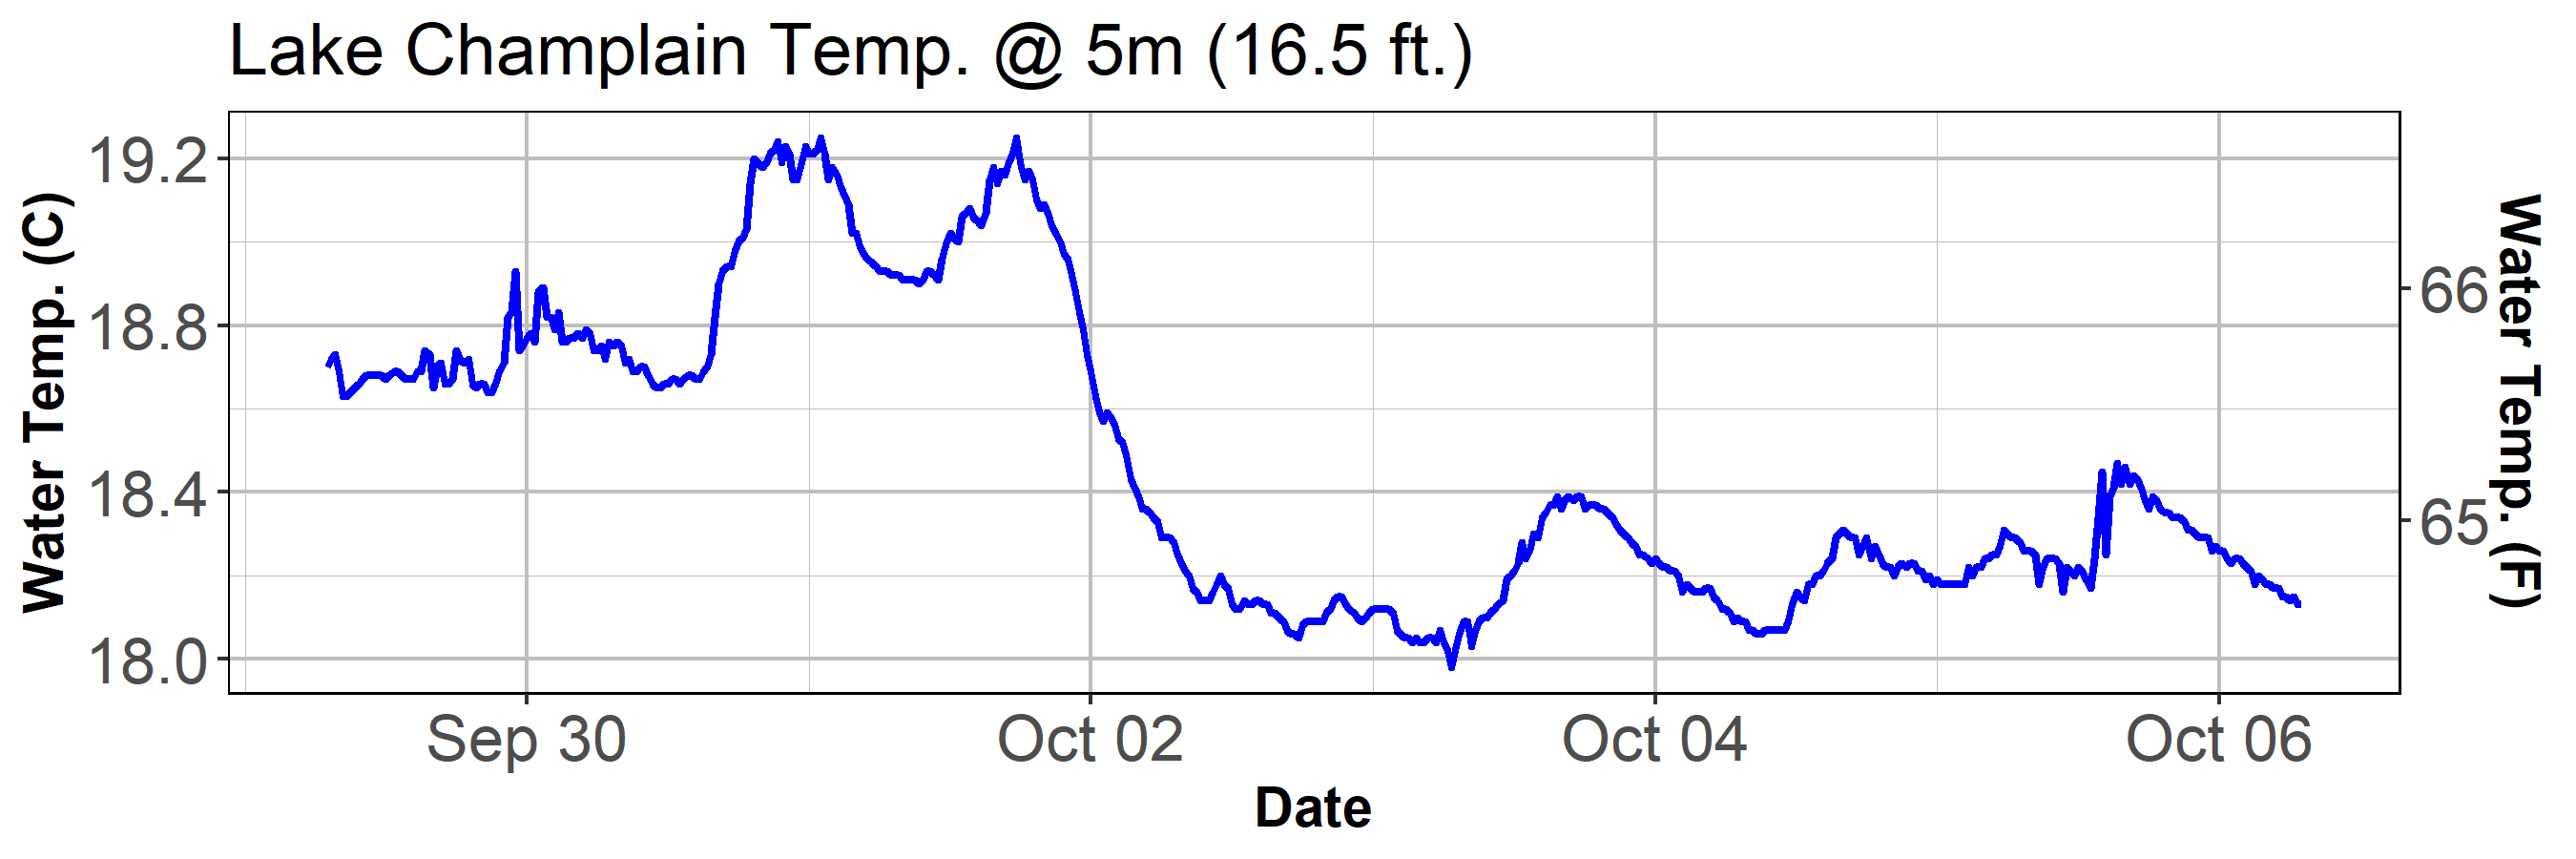 Lake Champlain Temp. @ 5m (16.5 ft.)
Water Temp. (C)
19.2
18.8
18.4
18.0
66
65
Water Temp. (F)
Sep 30 Oct 02 Oct 04 Oct 06
Date